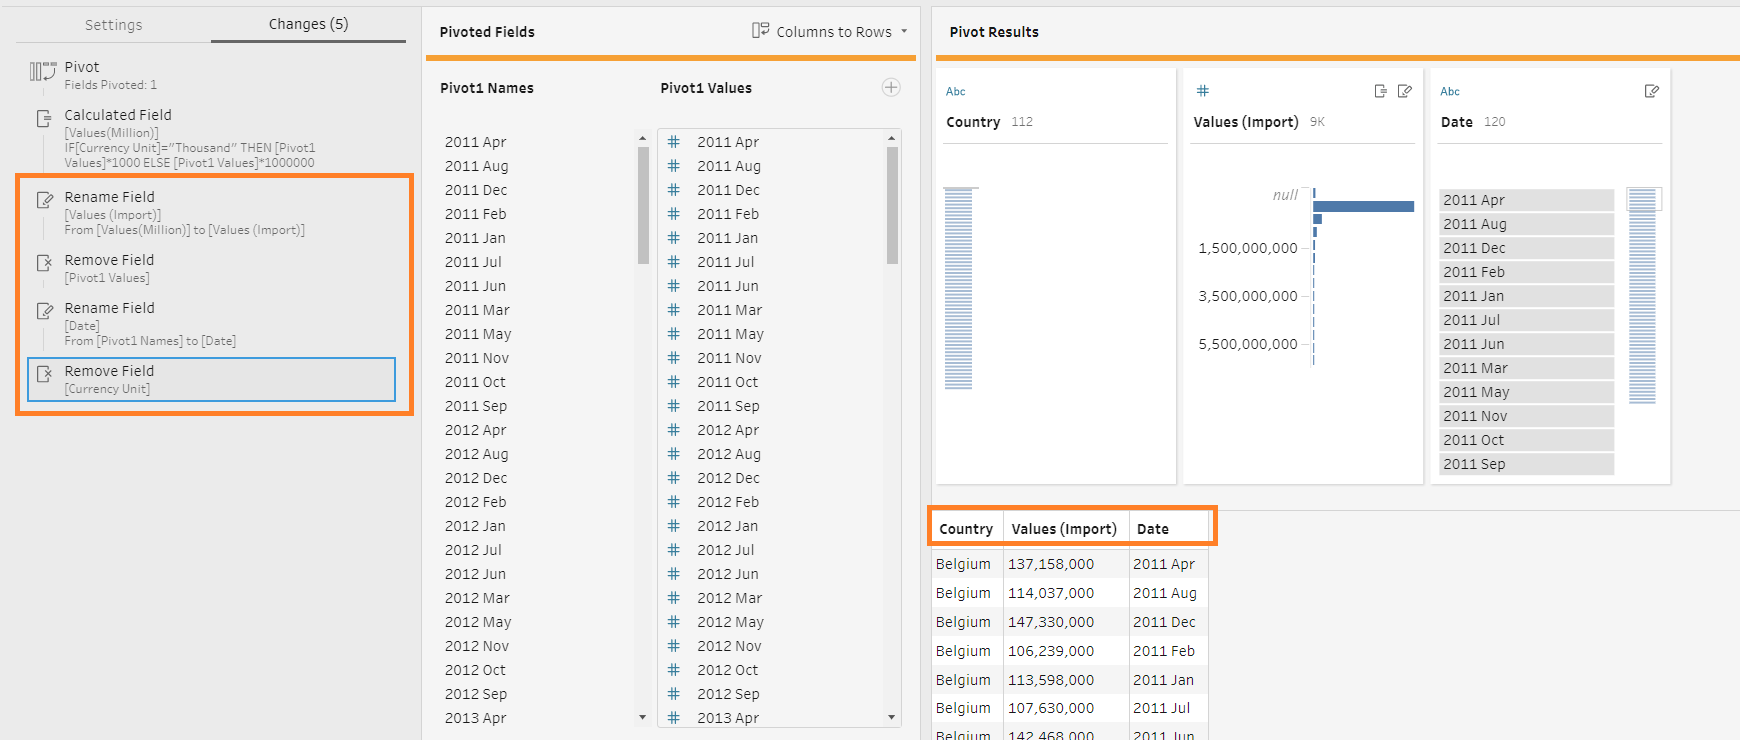 Settings
Changes (5)
Pivot
Fields Pivoted: 1
Calculated Field
[Values(Million)]
IF[Currency Unit]="Thousand" THEN [Pivot1
Values]*1000 ELSE [Pivot1 Values]*1000000
Rename Field
[Values (Import)]
From [Values(Million)] to [Values (Import)]
Remove Field
[Pivot1 Values]
Rename Field
[Date]
From [Pivot1 Names] to [Date]
Remove Field
[Currency Unit]
Pivoted Fields
Columns to Rows
Pivot1 Names
Pivot1 Values
2011 Apr
2011 Aug
2011 Dec
2011 Feb
2011 Jan
2011 Jul
2011 Jun
2011 Mar
2011 May
2011 Nov
2011 Oct
2011 Sep
2012 Apr
2012 Aug
2012 Dec
2012 Feb
2012 Jan
2012 Jul
2012 Jun
2012 Mar
2012 May
2012 Nov
2012 Oct
2012 Sep
2013 Apr
# 2011 Apr
# 2011 Aug
# 2011 Dec
# 2011 Feb
# 2011 Jan
# 2011 Jul
# 2011 Jun
# 2011 Mar
# 2011 May
# 2011 Nov
# 2011 Oct
# 2011 Sep
# 2012 Apr
# 2012 Aug
# 2012 Dec
# 2012 Feb
# 2012 Jan
# 2012 Jul
# 2012 Jun
# 2012 Mar
# 2012 May
# 2012 Nov
# 2012 Oct
# 2012 Sep
# 2013 Apr
Pivot Results
Abc
Country 112
#
Values (Import) 9K
null
1,500,000,000
3,500,000,000
5,500,000,000
Abc
Date 120
2011 Apr
2011 Aug
2011 Dec
2011 Feb
2011 Jan
2011 Jul
2011 Jun
2011 Mar
2011 May
2011 Nov
2011 Oct
2011 Sep
Country Values (Import) Date
Belgium 137,158,000 2011 Apr
Belgium 114,037,000 2011 Aug
Belgium 147,330,000 2011 Dec
Belgium 106,239,000 2011 Feb
Belgium 113,598,000 2011 Jan
Belgium 107,630,000 2011 Jul
Belgium 142,468,000 2011 Jun